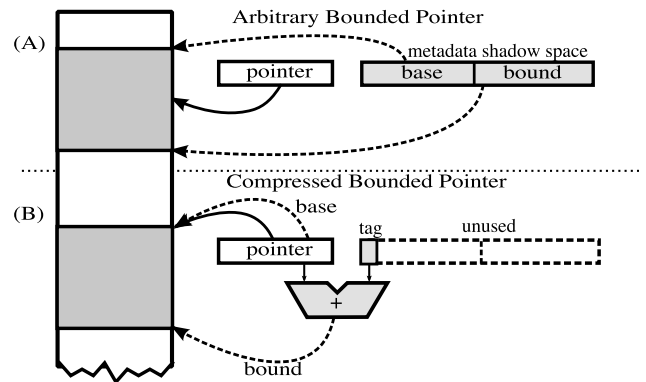 Arbitrary Bounded Pointer
(A)
metadata shadow space
pointer
base bound
Compressed Bounded Pointer
(B)
base
tag
unused
pointer
+
bound